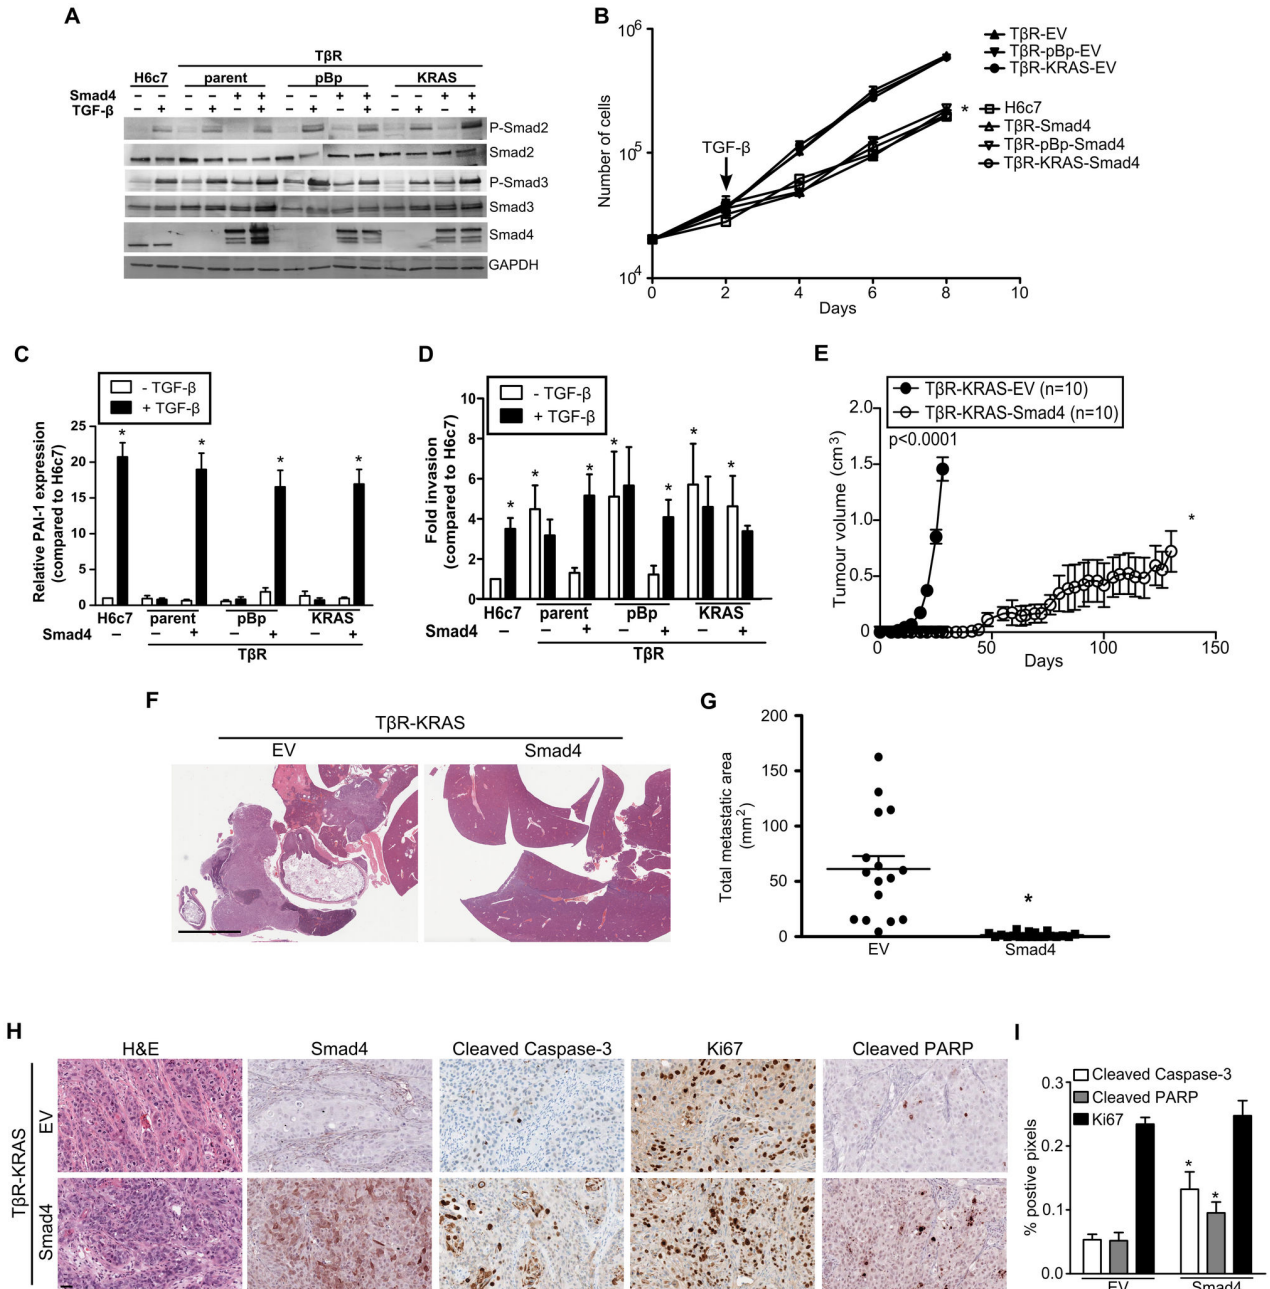 A
TβR
H6c7 parent pBp KRAS
Smad4 – – – – + + – – + + – – + +
TGF-β – + – + – + – + – + – + – +
P-Smad2
Smad2
P-Smad3
Smad3
Smad4
GAPDH
B
Number of cells
10^6
10^5
10^4
TGF-β
0 2 4 6 8 10
Days
TβR-EV
TβR-pBp-EV
TβR-KRAS-EV
*
H6c7
TβR-Smad4
TβR-pBp-Smad4
TβR-KRAS-Smad4
C
- TGF-β
+ TGF-β
Relative PAI-1 expression
(compared to H6c7)
25
20
15
10
5
0
* * * *
H6c7 parent pBp KRAS
Smad4 – – + – + – +
TβR
D
- TGF-β
+ TGF-β
Fold invasion
(compared to H6c7)
10
8
6
4
2
0
* * * * * * *
H6c7 parent pBp KRAS
Smad4 – – + – + – +
TβR
E
TβR-KRAS-EV (n=10)
TβR-KRAS-Smad4 (n=10)
p<0.0001
Tumour volume (cm³)
2.0
1.5
1.0
0.5
0
*
0 50 100 150
Days
F
TβR-KRAS
EV Smad4
G
Total metastatic area
(mm²)
200
150
100
50
0
*
EV Smad4
H
H&E Smad4 Cleaved Caspase-3 Ki67 Cleaved PARP
TβR-KRAS
EV
Smad4
I
Cleaved Caspase-3
Cleaved PARP
Ki67
% postive pixels
0.3
0.2
0.1
0.0
* *
EV Smad4